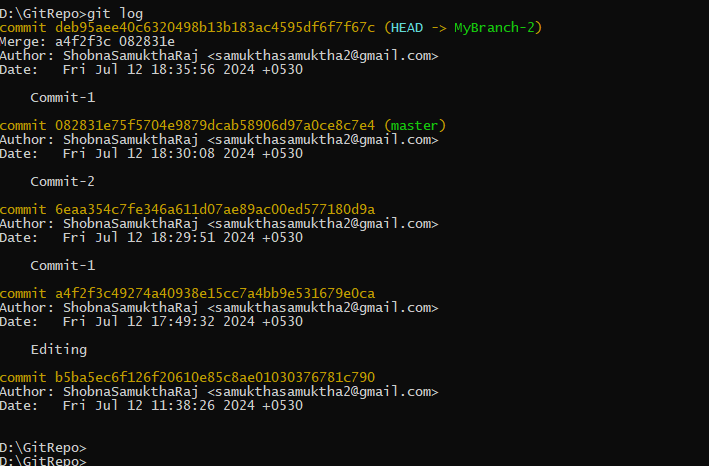 D:\GitRepo>git log
commit deb95aee40c6320498b13b183ac4595df6f7f67c (HEAD -> MyBranch-2)
Merge: a4f2f3c 082831e
Author: ShobnaSamukthaRaj <samukthasamuktha2@gmail.com>
Date:   Fri Jul 12 18:35:56 2024 +0530
    Commit-1
commit 082831e75f5704e9879dcab58906d97a0ce8c7e4 (master)
Author: ShobnaSamukthaRaj <samukthasamuktha2@gmail.com>
Date:   Fri Jul 12 18:30:08 2024 +0530
    Commit-2
commit 6eaa354c7fe346a611d07ae89ac00ed577180d9a
Author: ShobnaSamukthaRaj <samukthasamuktha2@gmail.com>
Date:   Fri Jul 12 18:29:51 2024 +0530
    Commit-1
commit a4f2f3c49274a40938e15cc7a4bb9e531679e0ca
Author: ShobnaSamukthaRaj <samukthasamuktha2@gmail.com>
Date:   Fri Jul 12 17:49:32 2024 +0530
    Editing
commit b5ba5ec6f126f20610e85c8ae01030376781c790
Author: ShobnaSamukthaRaj <samukthasamuktha2@gmail.com>
Date:   Fri Jul 12 11:38:26 2024 +0530
D:\GitRepo>
D:\GitRepo>